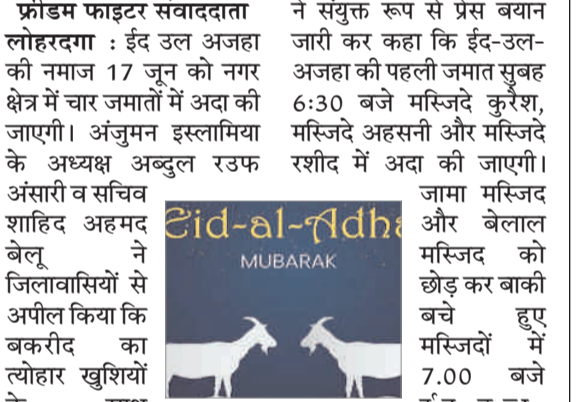 फ्रीडम फाइटर संवाददाता
लोहरदगा : ईद उल अजहा
की नमाज 17 जून को नगर
क्षेत्र में चार जमातों में अदा की
जाएगी। अंजुमन इस्लामिया
के अध्यक्ष अब्दुल रउफ
अंसारी व सचिव
शाहिद अहमद
बेलू ने
जिलावासियों से
अपील किया कि
बकरीद का
त्योहार खुशियों
ने संयुक्त रूप से प्रेस बयान
जारी कर कहा कि ईद-उल-
अजहा की पहली जमात सुबह
6:30 बजे मस्जिदे कुरैश,
मस्जिदे अहसनी और मस्जिदे
रशीद में अदा की जाएगी।
जामा मस्जिद
और बेलाल
मस्जिद को
छोड़ कर बाकी
बचे हुए
मस्जिदों में
7.00 बजे
Eid-al-Adha
MUBARAK